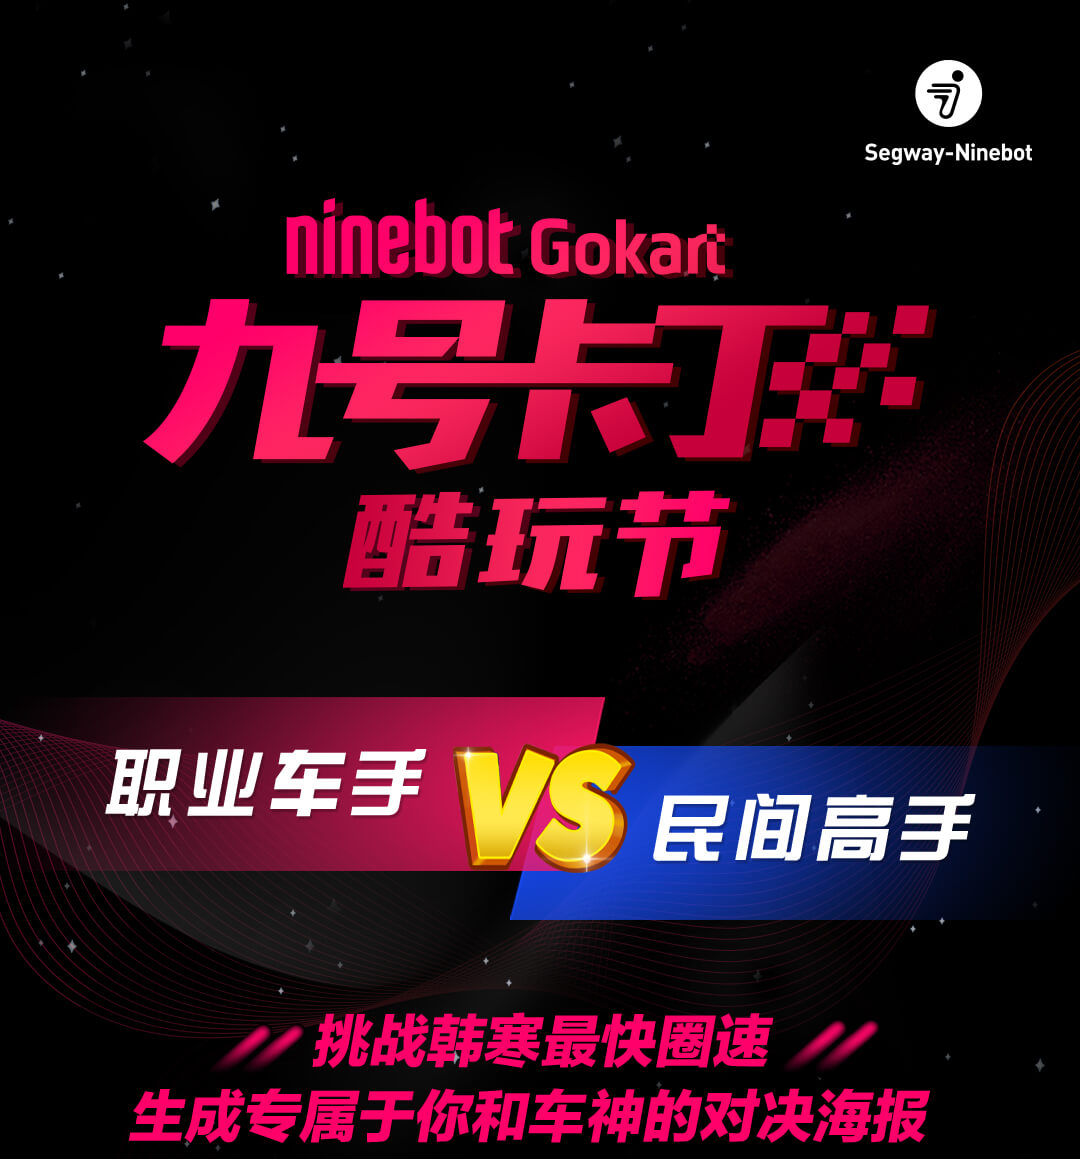 Segway-Ninebot
ninebot Gokart
九号卡丁
酷玩节
职业车手 VS 民间高手
挑战韩寒最快圈速
生成专属于你和车神的对决海报